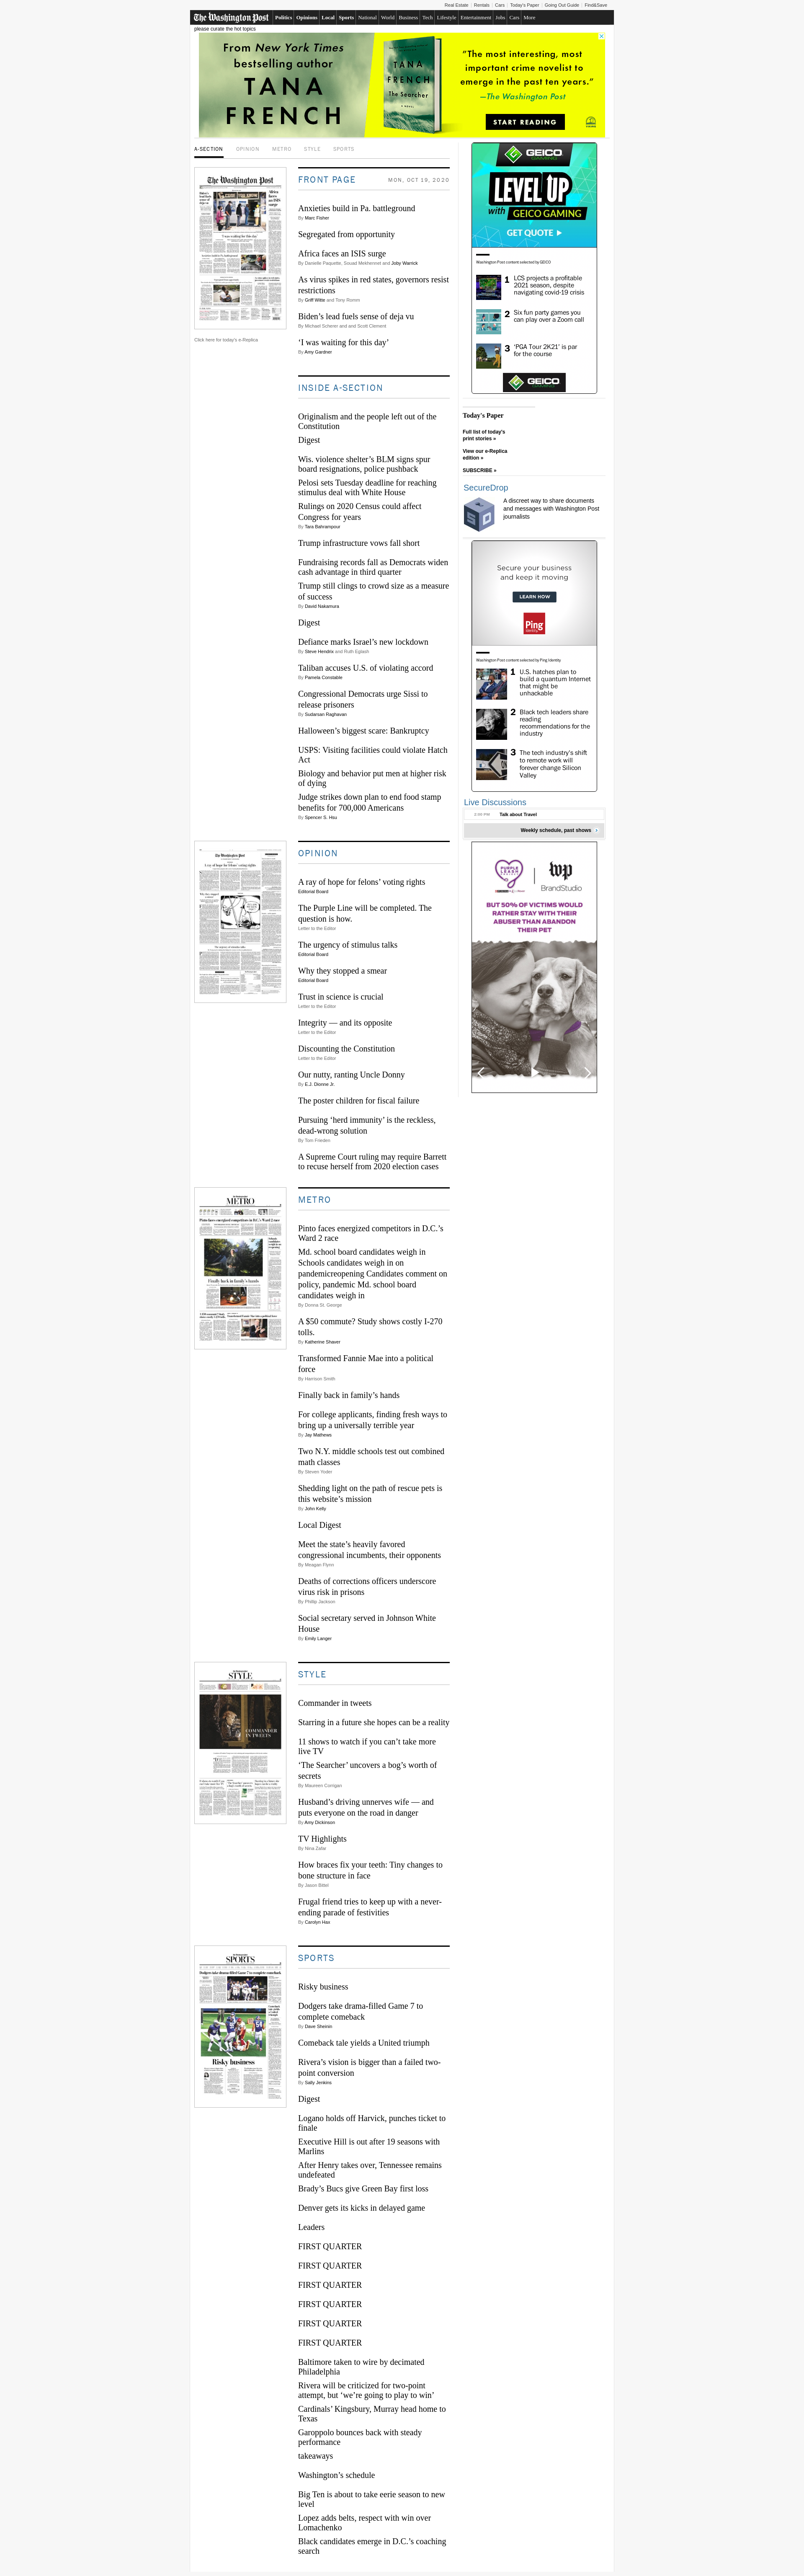 Real Estate | Rentals | Cars | Today's Paper | Going Out Guide | Find&Save
The Washington Post Politics Opinions Local Sports National World Business Tech Lifestyle Entertainment Jobs Cars More
please curate the hot topics
From New York Times
bestselling author
TANA
FRENCH
TANA
FRENCH
The Searcher
"The most interesting, most
important crime novelist to
emerge in the past ten years."
—The Washington Post
START READING
A-SECTION OPINION METRO STYLE SPORTS
Click here for today's e-Replica
FRONT PAGE MON, OCT 19, 2020
Anxieties build in Pa. battleground
By Marc Fisher
Segregated from opportunity
Africa faces an ISIS surge
By Danielle Paquette, Souad Mekhennet and Joby Warrick
As virus spikes in red states, governors resist
restrictions
By Griff Witte and Tony Romm
Biden's lead fuels sense of deja vu
By Michael Scherer and and Scott Clement
'I was waiting for this day'
By Amy Gardner
INSIDE A-SECTION
Originalism and the people left out of the
Constitution
Digest
Wis. violence shelter's BLM signs spur
board resignations, police pushback
Pelosi sets Tuesday deadline for reaching
stimulus deal with White House
Rulings on 2020 Census could affect
Congress for years
By Tara Bahrampour
Trump infrastructure vows fall short
Fundraising records fall as Democrats widen
cash advantage in third quarter
Trump still clings to crowd size as a measure
of success
By David Nakamura
Digest
Defiance marks Israel's new lockdown
By Steve Hendrix and Ruth Eglash
Taliban accuses U.S. of violating accord
By Pamela Constable
Congressional Democrats urge Sissi to
release prisoners
By Sudarsan Raghavan
Halloween's biggest scare: Bankruptcy
USPS: Visiting facilities could violate Hatch
Act
Biology and behavior put men at higher risk
of dying
Judge strikes down plan to end food stamp
benefits for 700,000 Americans
By Spencer S. Hsu
OPINION
A ray of hope for felons' voting rights
Editorial Board
The Purple Line will be completed. The
question is how.
Letter to the Editor
The urgency of stimulus talks
Editorial Board
Why they stopped a smear
Editorial Board
Trust in science is crucial
Letter to the Editor
Integrity — and its opposite
Letter to the Editor
Discounting the Constitution
Letter to the Editor
Our nutty, ranting Uncle Donny
By E.J. Dionne Jr.
The poster children for fiscal failure
Pursuing 'herd immunity' is the reckless,
dead-wrong solution
By Tom Frieden
A Supreme Court ruling may require Barrett
to recuse herself from 2020 election cases
METRO
Pinto faces energized competitors in D.C.'s
Ward 2 race
Md. school board candidates weigh in
Schools candidates weigh in on
pandemicreopening Candidates comment on
policy, pandemic Md. school board
candidates weigh in
By Donna St. George
A $50 commute? Study shows costly I-270
tolls.
By Katherine Shaver
Transformed Fannie Mae into a political
force
By Harrison Smith
Finally back in family's hands
For college applicants, finding fresh ways to
bring up a universally terrible year
By Jay Mathews
Two N.Y. middle schools test out combined
math classes
By Steven Yoder
Shedding light on the path of rescue pets is
this website's mission
By John Kelly
Local Digest
Meet the state's heavily favored
congressional incumbents, their opponents
By Meagan Flynn
Deaths of corrections officers underscore
virus risk in prisons
By Phillip Jackson
Social secretary served in Johnson White
House
By Emily Langer
STYLE
Commander in tweets
Starring in a future she hopes can be a reality
11 shows to watch if you can't take more
live TV
'The Searcher' uncovers a bog's worth of
secrets
By Maureen Corrigan
Husband's driving unnerves wife — and
puts everyone on the road in danger
By Amy Dickinson
TV Highlights
By Nina Zafar
How braces fix your teeth: Tiny changes to
bone structure in face
By Jason Bittel
Frugal friend tries to keep up with a never-
ending parade of festivities
By Carolyn Hax
SPORTS
Risky business
Dodgers take drama-filled Game 7 to
complete comeback
By Dave Sheinin
Comeback tale yields a United triumph
Rivera's vision is bigger than a failed two-
point conversion
By Sally Jenkins
Digest
Logano holds off Harvick, punches ticket to
finale
Executive Hill is out after 19 seasons with
Marlins
After Henry takes over, Tennessee remains
undefeated
Brady's Bucs give Green Bay first loss
Denver gets its kicks in delayed game
Leaders
FIRST QUARTER
FIRST QUARTER
FIRST QUARTER
FIRST QUARTER
FIRST QUARTER
FIRST QUARTER
Baltimore taken to wire by decimated
Philadelphia
Rivera will be criticized for two-point
attempt, but 'we're going to play to win'
Cardinals' Kingsbury, Murray head home to
Texas
Garoppolo bounces back with steady
performance
takeaways
Washington's schedule
Big Ten is about to take eerie season to new
level
Lopez adds belts, respect with win over
Lomachenko
Black candidates emerge in D.C.'s coaching
search
GEICO
GAMING
LEVEL UP
with GEICO GAMING
GET QUOTE
Washington Post content selected by GEICO
1 LCS projects a profitable
2021 season, despite
navigating covid-19 crisis
2 Six fun party games you
can play over a Zoom call
3 'PGA Tour 2K21' is par
for the course
GEICO
Today's Paper
Full list of today's
print stories »
View our e-Replica
edition »
SUBSCRIBE »
SecureDrop
A discreet way to share documents
and messages with Washington Post
journalists
Secure your business
and keep it moving
LEARN HOW
Ping
Washington Post content selected by Ping Identity
1 U.S. hatches plan to
build a quantum Internet
that might be
unhackable
2 Black tech leaders share
reading
recommendations for the
industry
3 The tech industry's shift
to remote work will
forever change Silicon
Valley
Live Discussions
2:00 PM Talk about Travel
Weekly schedule, past shows
PURPLE
LEASH
wp
BrandStudio
BUT 50% OF VICTIMS WOULD
RATHER STAY WITH THEIR
ABUSER THAN ABANDON
THEIR PET
The Washington Post
METRO
Finally back in family's hands
STYLE
COMMANDER
IN TWEETS
SPORTS
Risky business